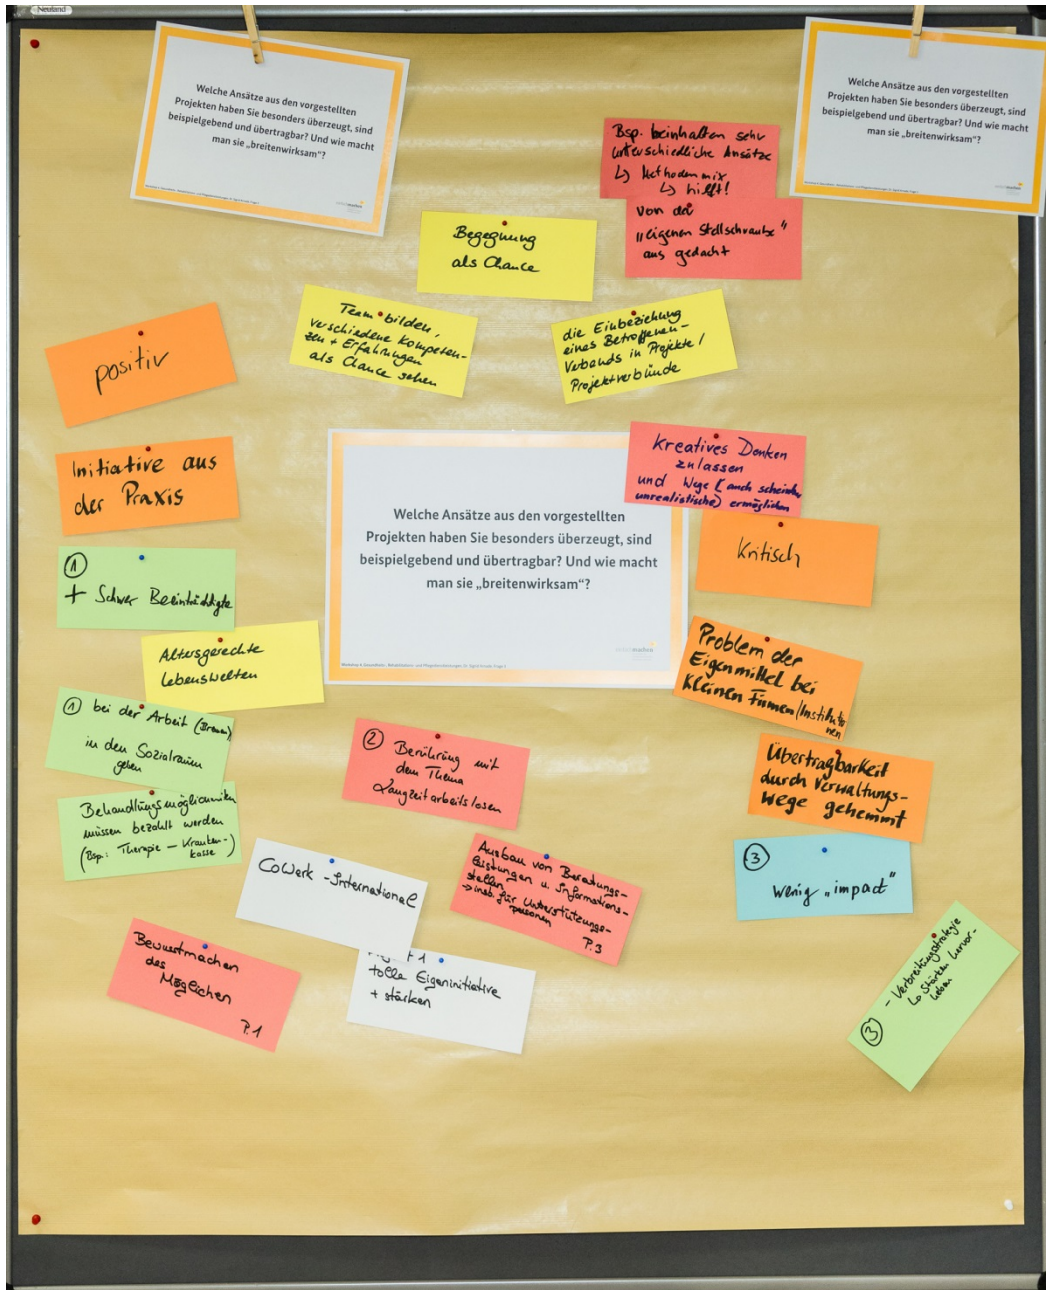 Neuland
Welche Ansätze aus den vorgestellten
Projekten haben Sie besonders überzeugt, sind
beispielgebend und übertragbar? Und wie macht
man sie „breitenwirksam“?
Welche Ansätze aus den vorgestellten
Projekten haben Sie besonders überzeugt, sind
beispielgebend und übertragbar? Und wie macht
man sie „breitenwirksam“?
Bsp. beinhalten sehr
unterschiedliche Ansätze
↳ Methodenmix
↳ hilft!
von der
"eigenen Stellschraube"
aus gedacht
Begegnung
als Chance
Team bilden,
verschiedene Kompeten-
zen + Erfahrungen
als Chance sehen
die Einbeziehung
eines Betroffenen-
Verbands in Projekte /
Projektverbünde
positiv
Initiative aus
der Praxis
① 
+ Schwer Beeinträchtigte
Altersgerechte
Lebenswelten
① bei der Arbeit (Bremen)
in den Sozialraum
gehen
Behandlungsmöglichkeiten
müssen bezahlt werden
(Bsp.: Therapie – Kranken-
kasse)
Welche Ansätze aus den vorgestellten
Projekten haben Sie besonders überzeugt, sind
beispielgebend und übertragbar? Und wie macht
man sie „breitenwirksam“?
Kreatives Denken
zulassen
und Wege (auch scheinbar
unrealistische) ermöglichen
Kritisch
Problem der
Eigenmittel bei
kleinen Firmen/Institutio
nen
Übertragbarkeit
durch Verwaltungs-
wege gehemmt
③
wenig „impact“
② Berührung mit
dem Thema
Langzeitarbeitslosen
CoWerk - International
Ausbau von Beratungs-
leistungen u. Informations-
stellen
→ insb. für Unterstützungs-
personen
P.3
Bewusstmachen
des
Möglichen
P.1
1
tolle Eigeninitiative
+ stärken
- Verbreitungsstrategie
↳ Stärken hervor-
heben
③